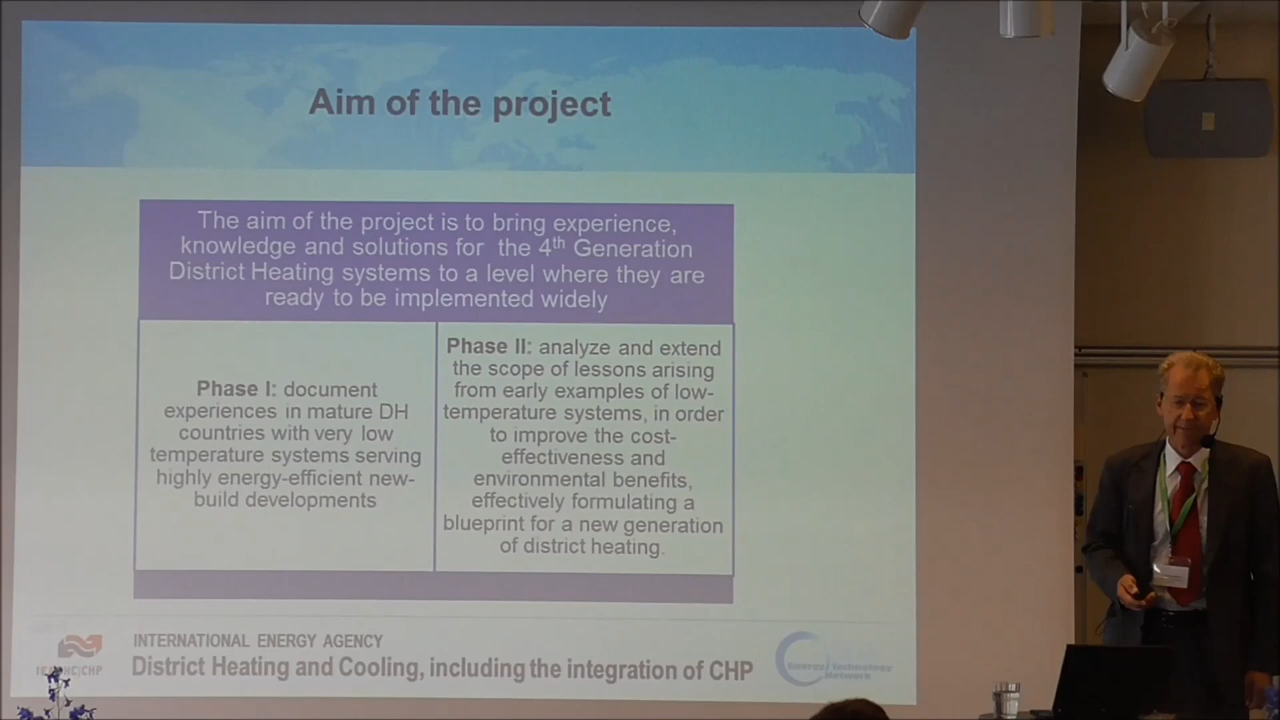 Aim of the project
The aim of the project is to bring experience,
knowledge and solutions for the 4th Generation
District Heating systems to a level where they are
ready to be implemented widely
Phase I: document
experiences in mature DH
countries with very low
temperature systems serving
highly energy-efficient new-
build developments
Phase II: analyze and extend
the scope of lessons arising
from early examples of low-
temperature systems, in order
to improve the cost-
effectiveness and
environmental benefits,
effectively formulating a
blueprint for a new generation
of district heating.
INTERNATIONAL ENERGY AGENCY
District Heating and Cooling, including the integration of CHP
Energy Technology
Network